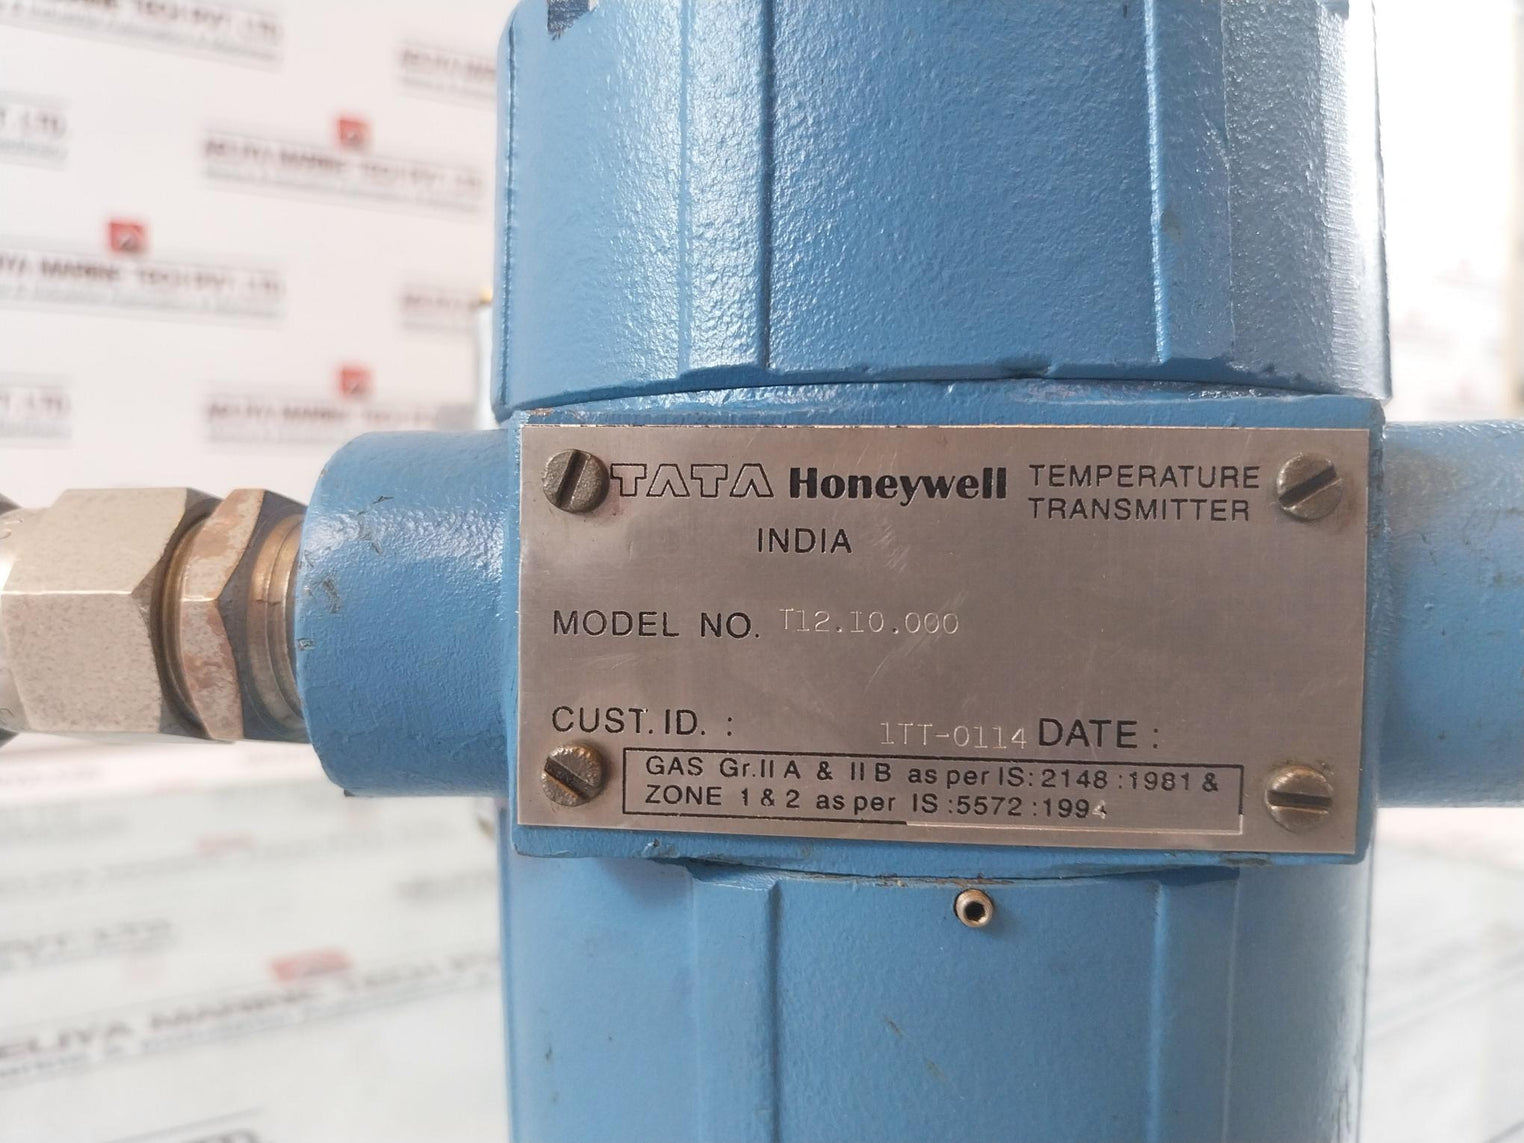 TATA Honeywell TEMPERATURE
TRANSMITTER
INDIA
MODEL NO. T12.IO.000
CUST. ID. : 1TT-0114 DATE :
GAS Gr.II A & II B as per IS: 2148 :1981 &
ZONE 1 & 2 as per IS :5572 :1994